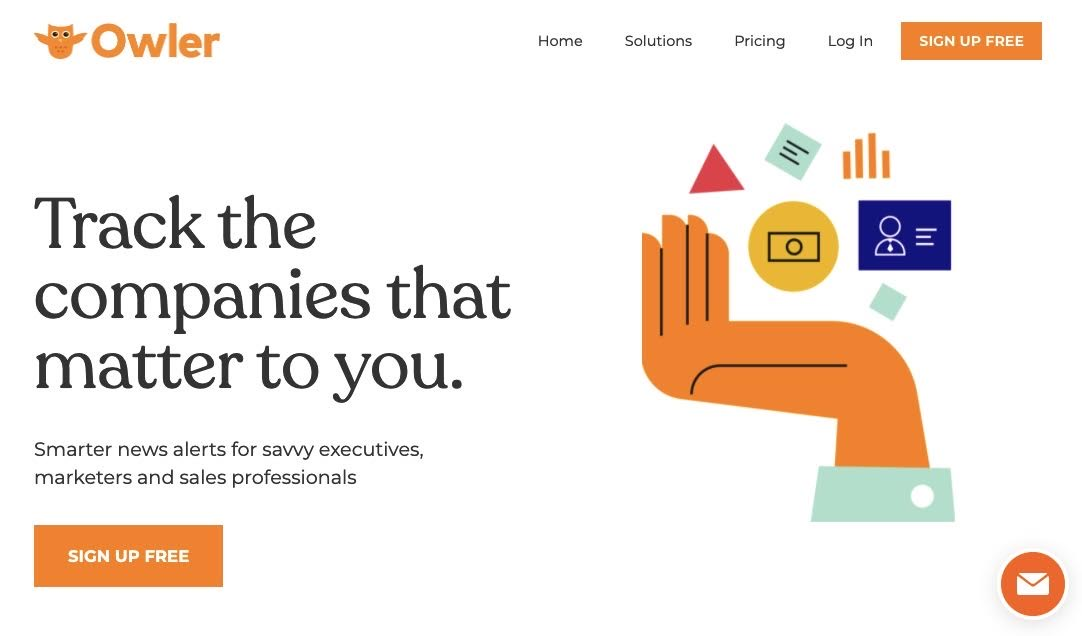 Owler
Home
Solutions
Pricing
Log In
SIGN UP FREE
Track the
companies that
matter to you.
Smarter news alerts for savvy executives,
marketers and sales professionals
SIGN UP FREE